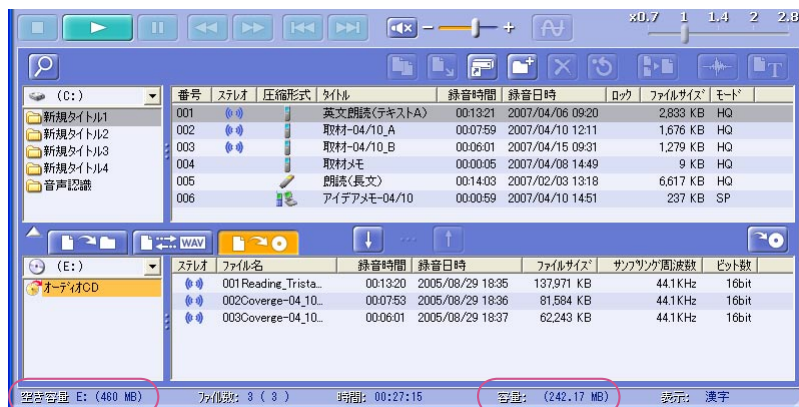 x0.7 1 1.4 2 2.8
(C:)
新規タイトル1
新規タイトル2
新規タイトル3
新規タイトル4
音声認識
番号 ステレオ 圧縮形式 タイトル 録音時間 録音日時 ロック ファイルサイズ モード
001 英文朗読(テキストA) 00:13:21 2007/04/06 09:20 2,833 KB HQ
002 取材-04/10_A 00:07:59 2007/04/10 12:11 1,676 KB HQ
003 取材-04/10_B 00:06:01 2007/04/15 09:31 1,279 KB HQ
004 取材メモ 00:00:05 2007/04/08 14:49 9 KB HQ
005 朗読(長文) 00:14:03 2007/02/03 13:18 6,617 KB HQ
006 アイデアメモ-04/10 00:00:59 2007/04/10 14:51 237 KB SP
WAV
(E:)
オーディオCD
ステレオ ファイル名 録音時間 録音日時 ファイルサイズ サンプリング周波数 ビット数
001Reading_Trista... 00:13:20 2005/08/29 18:35 137,971 KB 44.1KHz 16bit
002Coverge-04_10... 00:07:53 2005/08/29 18:36 81,584 KB 44.1KHz 16bit
003Coverge-04_10... 00:06:01 2005/08/29 18:37 62,243 KB 44.1KHz 16bit
空き容量 E: (460 MB) ファイル数: 3 ( 3 ) 時間: 00:27:15 容量: (242.17 MB) 表示: 漢字